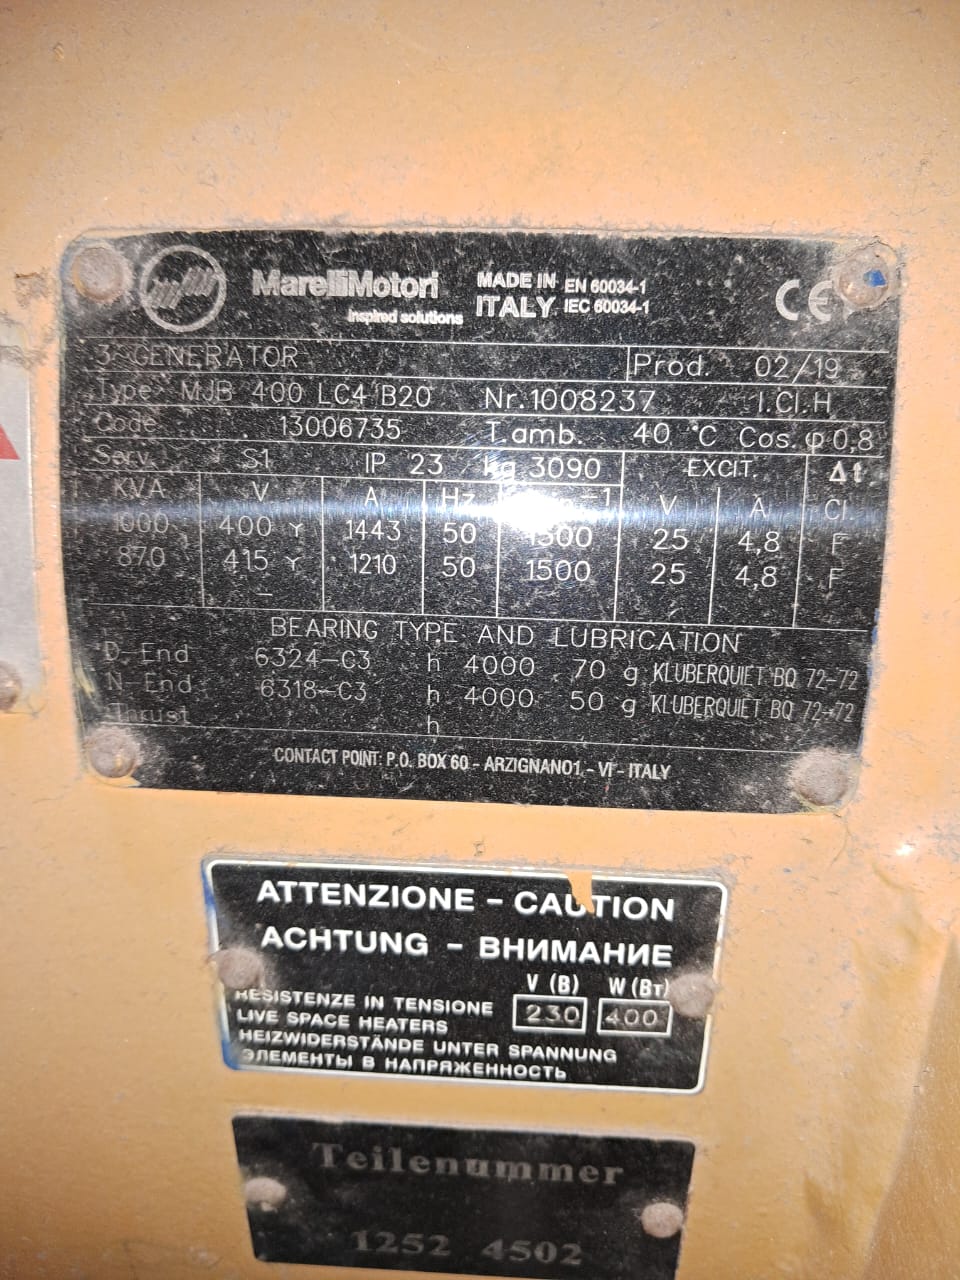 MarelliMotori
Inspired solutions
MADE IN ITALY
EN 60034-1
IEC 60034-1
CE
3~GENERATOR Prod. 02/19
Type MJB 400 LC4 B20 Nr.1008237 I.Cl.H
Code 13006735 T.amb. 40 °C Cos.φ 0,8
Serv. S1 IP 23 kg 3090 EXCIT. Δt
KVA V A Hz -1 V A Cl.
1000 400 Y 1443 50 1500 25 4,8 F
870 415 Y 1210 50 1500 25 4,8 F
–
BEARING TYPE AND LUBRICATION
D-End 6324-C3 h 4000 70 g KLUBERQUIET BQ 72-72
N-End 6318-C3 h 4000 50 g KLUBERQUIET BQ 72-72
Thrust h
CONTACT POINT: P.O. BOX 60 - ARZIGNANO1 - VI - ITALY
ATTENZIONE - CAUTION
ACHTUNG - ВНИМАНИЕ
V (В) W (Вт)
RESISTENZE IN TENSIONE 230 400
LIVE SPACE HEATERS
HEIZWIDERSTÄNDE UNTER SPANNUNG
ЭЛЕМЕНТЫ В НАПРЯЖЕННОСТЬ
Teilenummer
1252 4502